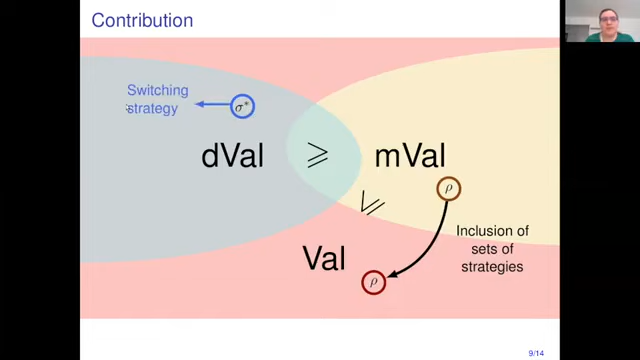 Contribution
Switching
strategy
σ*
dVal ⩾ mVal
ρ
⩾
Inclusion of
sets of
strategies
Val
ρ
9/14